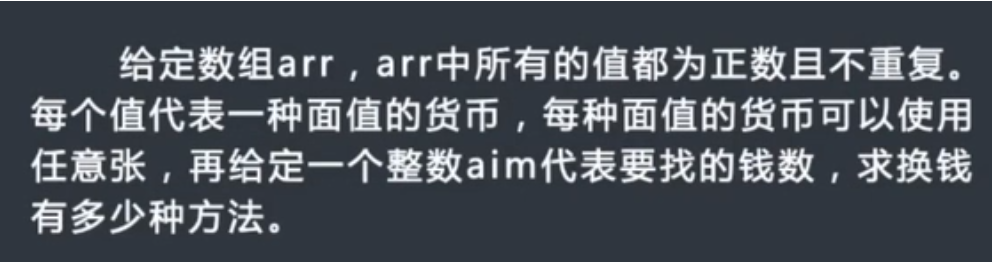 给定数组arr，arr中所有的值都为正数且不重复。
每个值代表一种面值的货币，每种面值的货币可以使用
任意张，再给定一个整数aim代表要找的钱数，求换钱
有多少种方法。